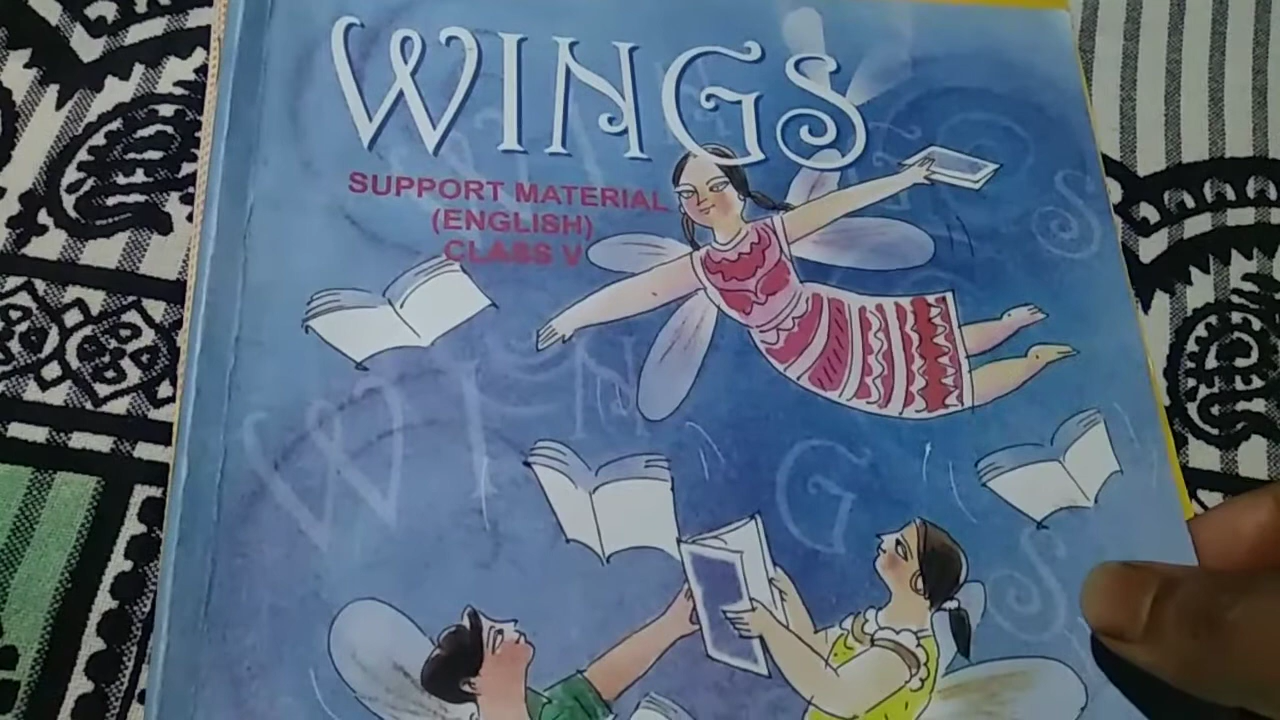 WINGS
SUPPORT MATERIAL
(ENGLISH)
CLASS V
W I N G S